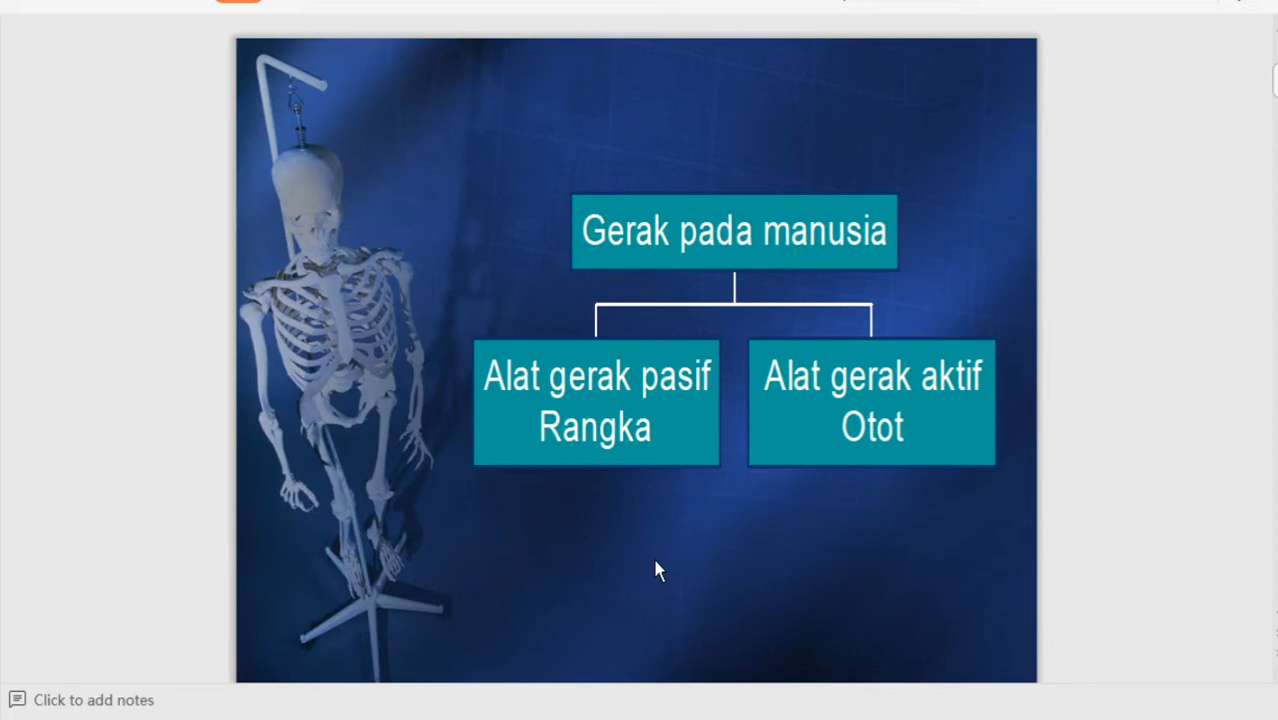 Gerak pada manusia
Alat gerak pasif
Rangka
Alat gerak aktif
Otot
Click to add notes